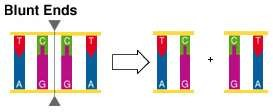 Blunt Ends
T C C T T C C T
+
A G G A A G G A